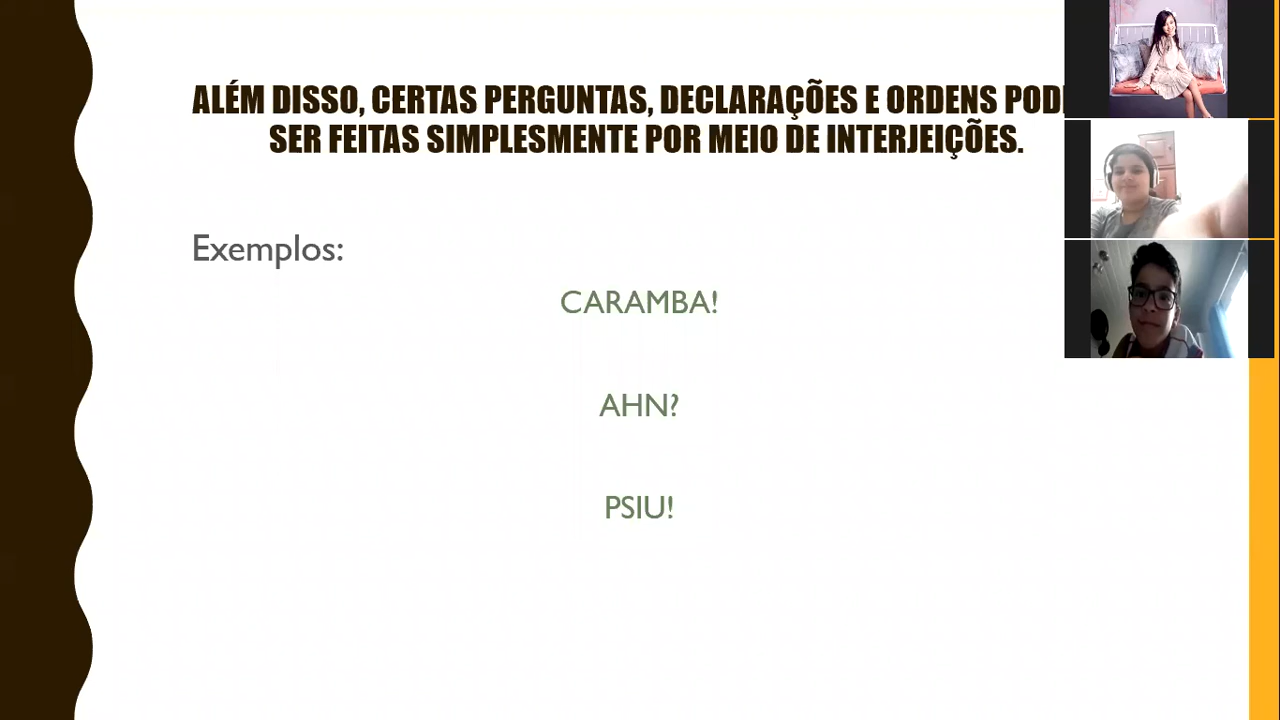 ALÉM DISSO, CERTAS PERGUNTAS, DECLARAÇÕES E ORDENS
SER FEITAS SIMPLESMENTE POR MEIO DE INTERJEIÇÕES.
Exemplos:
CARAMBA!
AHN?
PSIU!